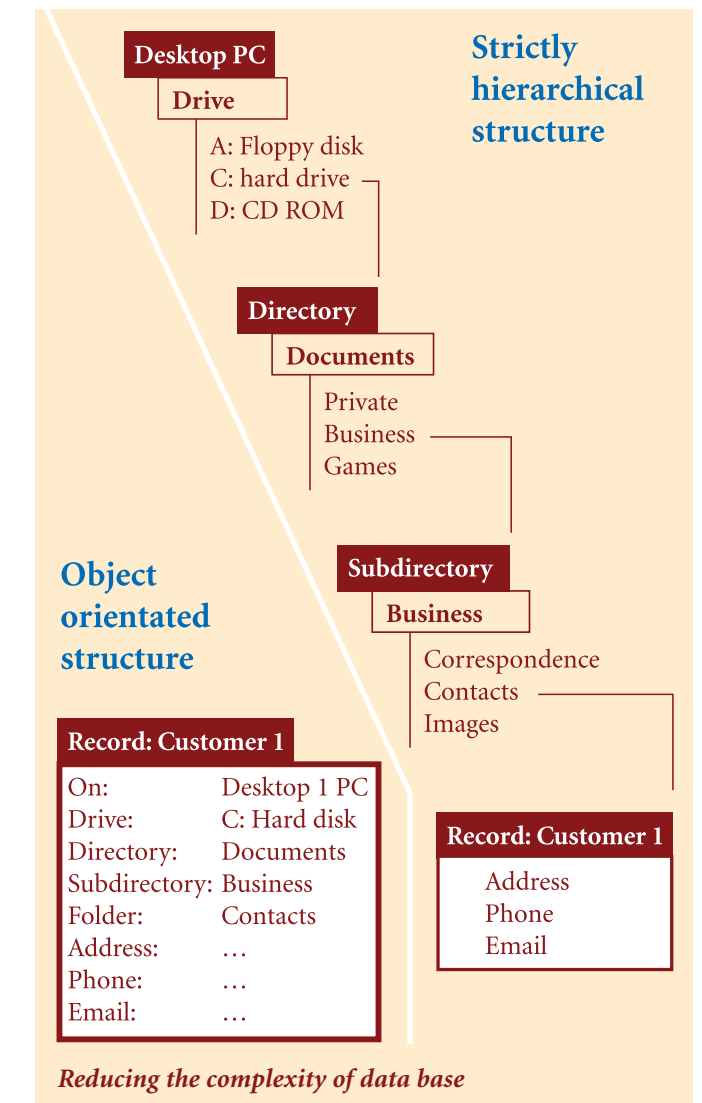 Desktop PC
Drive
A: Floppy disk
C: hard drive
D: CD ROM
Strictly
hierarchical
structure
Directory
Documents
Private
Business
Games
Subdirectory
Business
Correspondence
Contacts
Images
Record: Customer 1
Address
Phone
Email
Object
orientated
structure
Record: Customer 1
On: Desktop 1 PC
Drive: C: Hard disk
Directory: Documents
Subdirectory: Business
Folder: Contacts
Address: …
Phone: …
Email: …
Reducing the complexity of data base